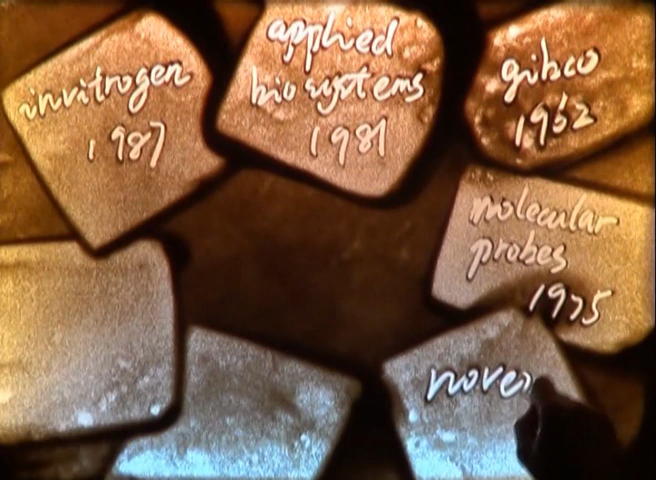 invitrogen
1987
applied
biosystems
1981
gibco
1962
molecular
probes
1975
novex